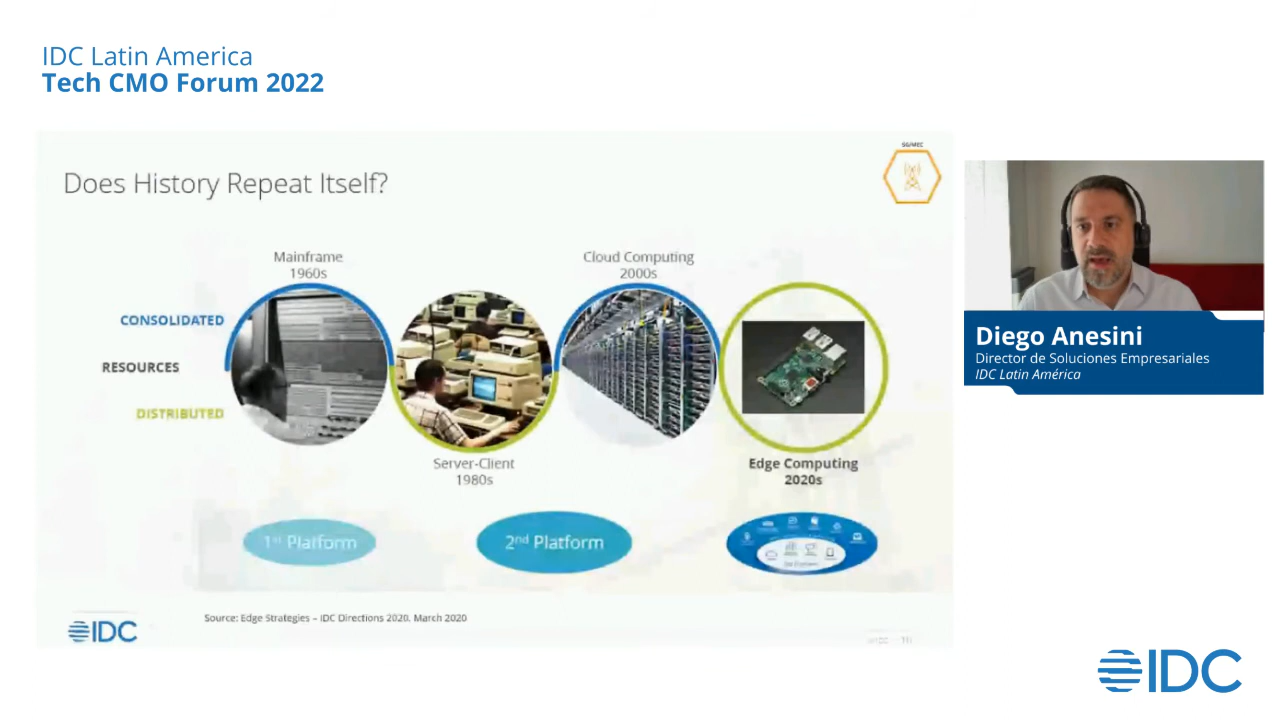 IDC Latin America
Tech CMO Forum 2022
5G/MEC
Does History Repeat Itself?
Mainframe
1960s
Cloud Computing
2000s
CONSOLIDATED
RESOURCES
DISTRIBUTED
Server-Client
1980s
Edge Computing
2020s
1st Platform
2nd Platform
Source: Edge Strategies – IDC Directions 2020, March 2020
IDC
Diego Anesini
Director de Soluciones Empresariales
IDC Latin América
IDC